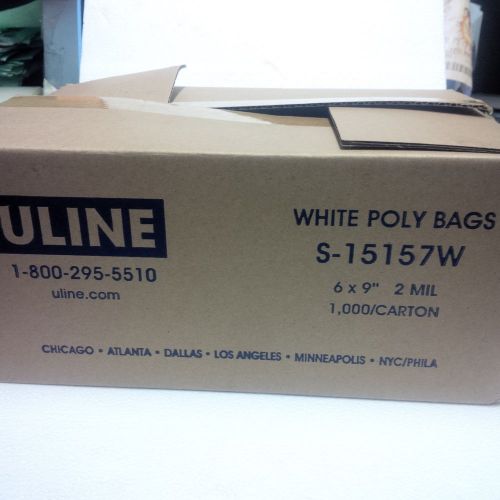 ULINE
1-800-295-5510
uline.com
WHITE POLY BAGS
S-15157W
6 x 9" 2 MIL
1,000/CARTON
CHICAGO • ATLANTA • DALLAS • LOS ANGELES • MINNEAPOLIS • NYC/PHILA